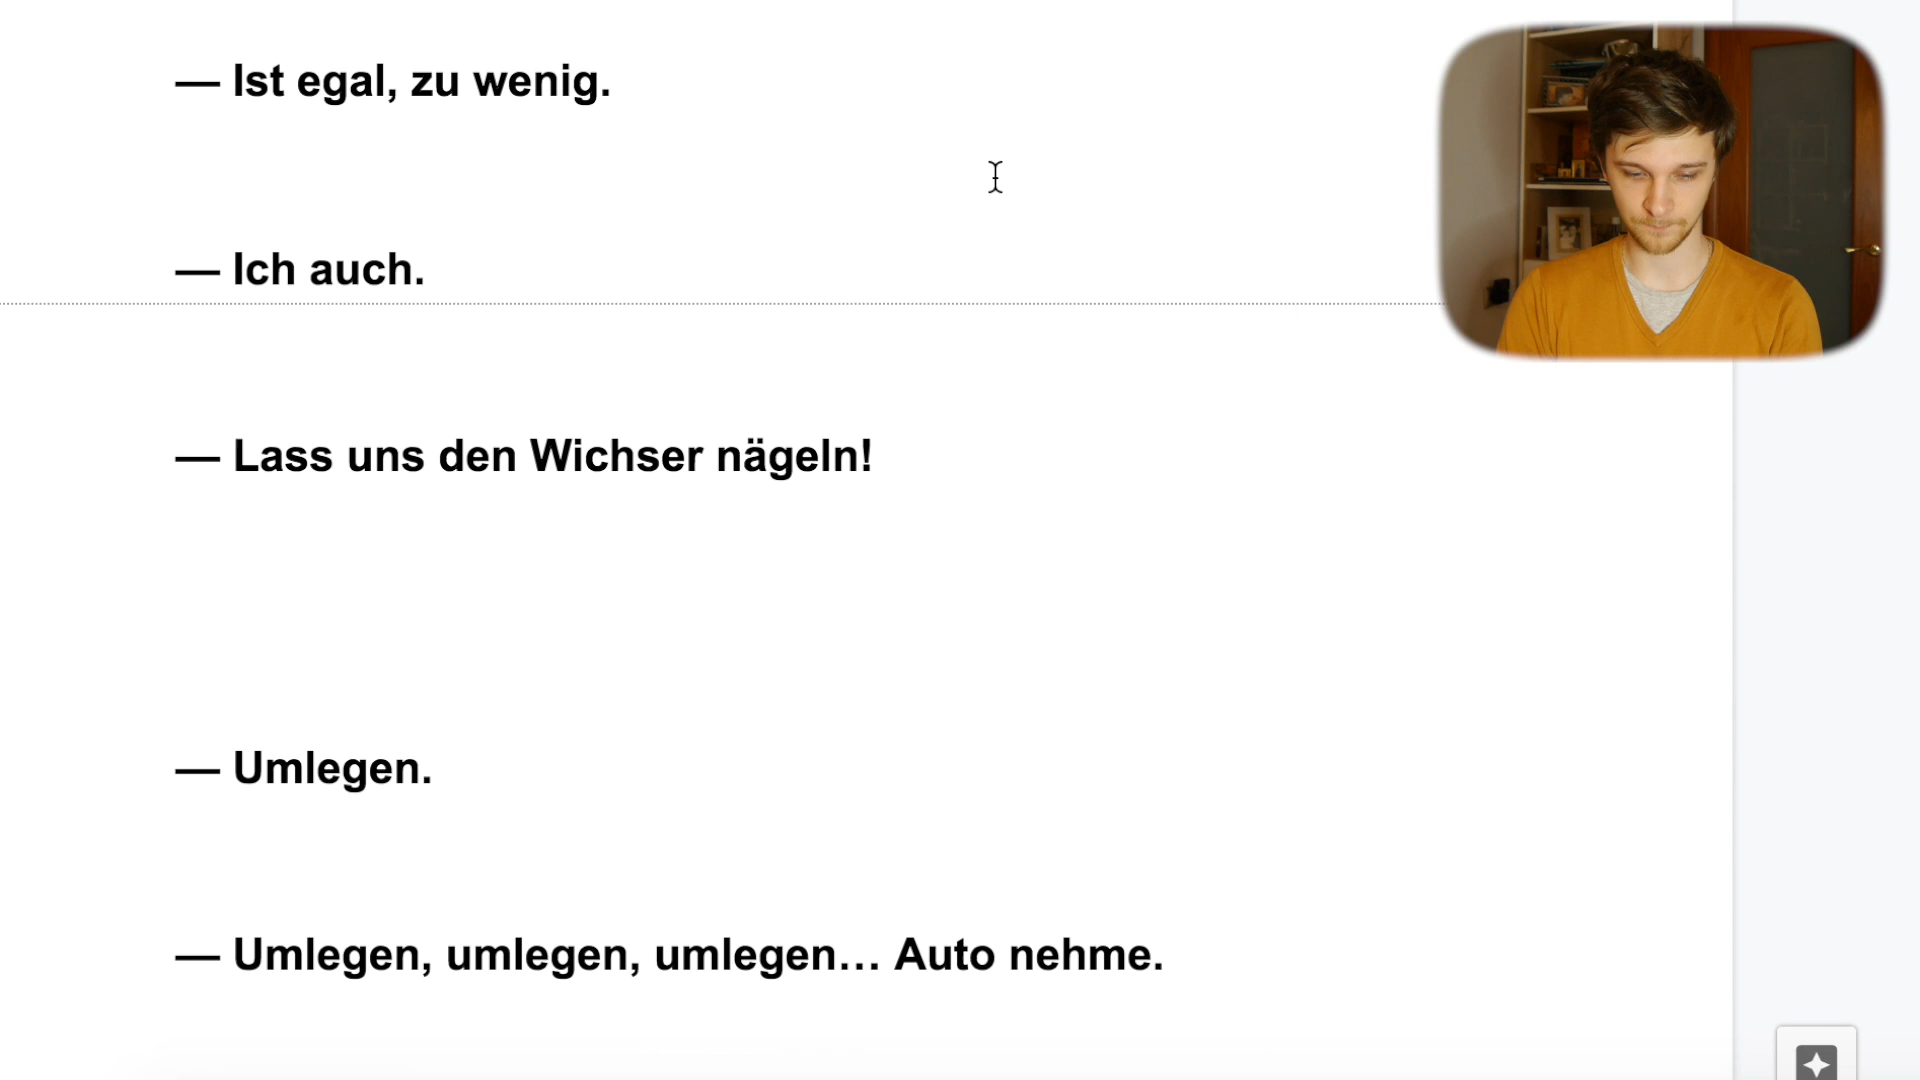 — Ist egal, zu wenig.
— Ich auch.
— Lass uns den Wichser nägeln!
— Umlegen.
— Umlegen, umlegen, umlegen… Auto nehme.